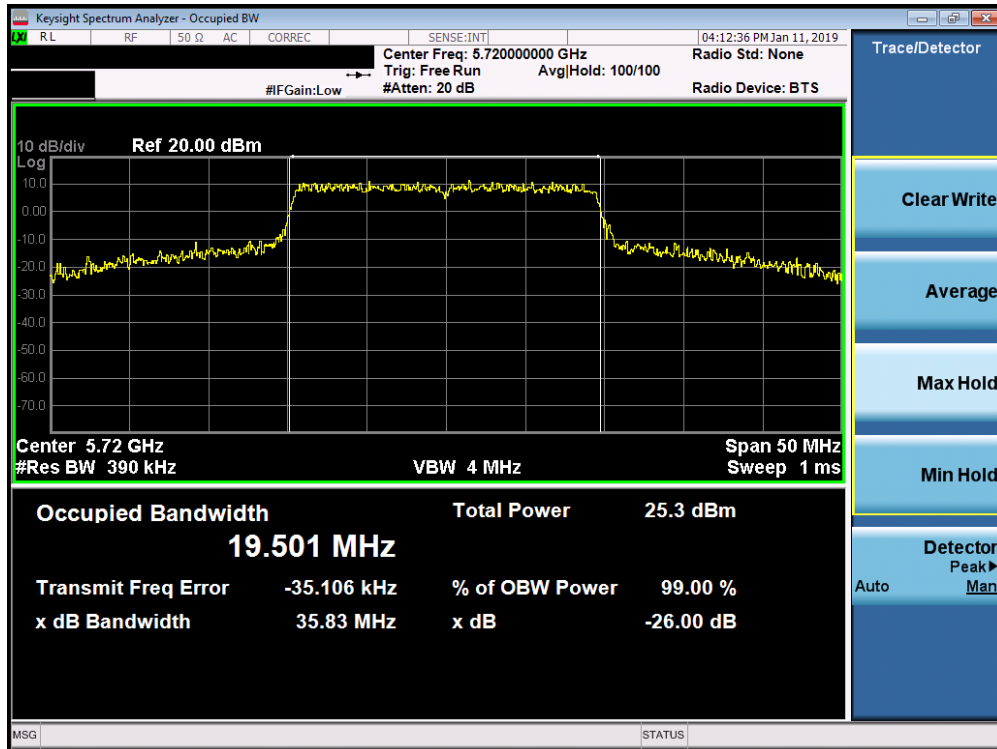 Keysight Spectrum Analyzer - Occupied BW
LXI RL RF 50 Ω AC CORREC SENSE:INT 04:12:36 PM Jan 11, 2019
Center Freq: 5.720000000 GHz Radio Std: None
Trig: Free Run Avg|Hold: 100/100
#IFGain:Low #Atten: 20 dB Radio Device: BTS
Trace/Detector
10 dB/div Ref 20.00 dBm
Log
10.0
0.00
-10.0
-20.0
-30.0
-40.0
-50.0
-60.0
-70.0
Center 5.72 GHz Span 50 MHz
#Res BW 390 kHz VBW 4 MHz Sweep 1 ms
Occupied Bandwidth Total Power 25.3 dBm
19.501 MHz
Transmit Freq Error -35.106 kHz % of OBW Power 99.00 %
x dB Bandwidth 35.83 MHz x dB -26.00 dB
Clear Write
Average
Max Hold
Min Hold
Detector
Peak▶
Auto Man
MSG STATUS